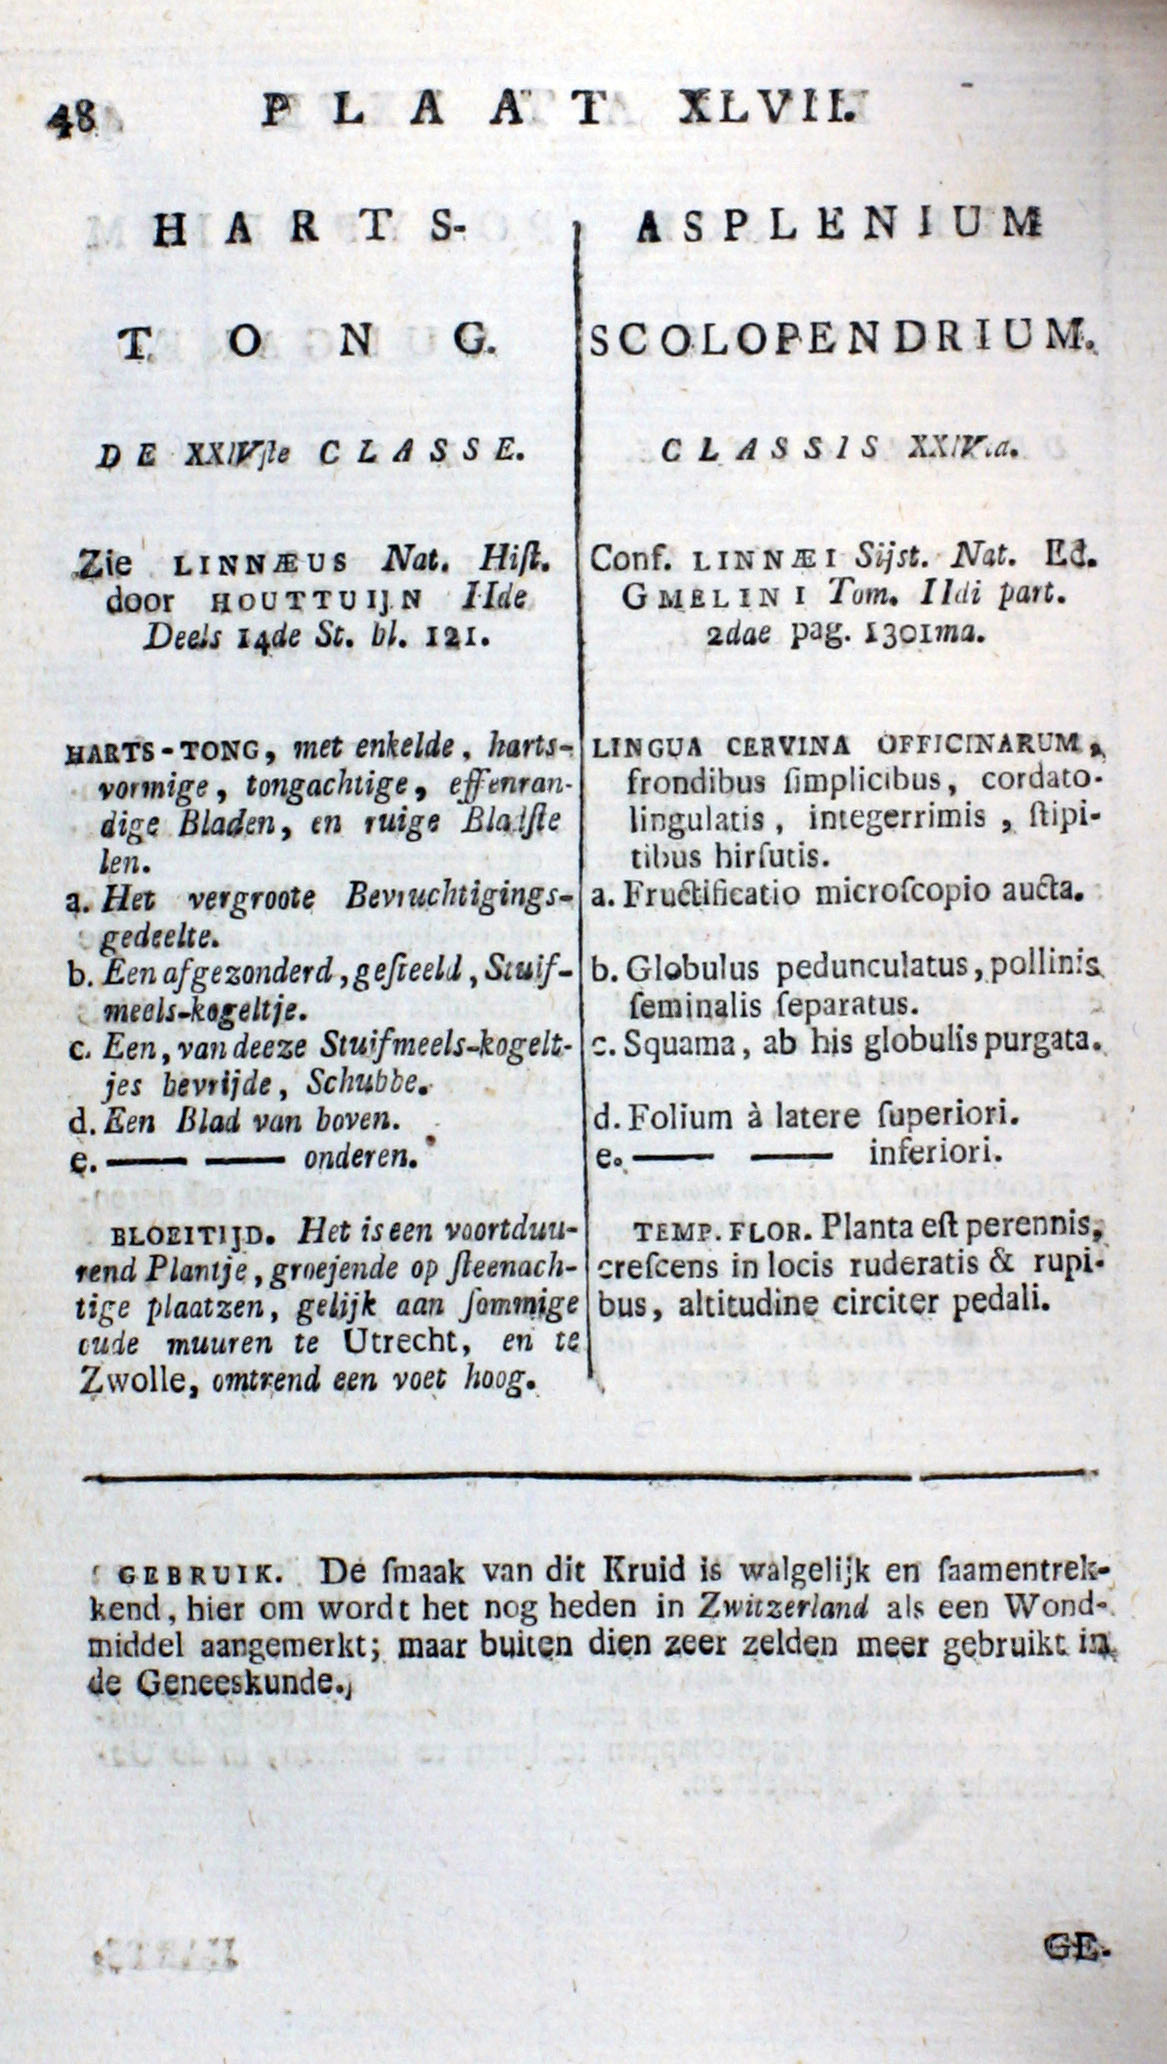 48 PLAAT XLVII.
HARTS-
TONG.
DE XXIVſte CLASSE.
Zie LINNÆUS Nat. Hiſt.
door HOUTTUIJN IIde
Deels 14de St. bl. 121.
HARTS-TONG, met enkelde, harts-
vormige, tongachtige, effenran-
dige Bladen, en ruige Bladſte
len.
a. Het vergroote Bevruchtigings-
gedeelte.
b. Een afgezonderd, geſteeld, Stuif-
meels-kogeltje.
c. Een, van deeze Stuifmeels-kogelt-
jes bevrijde, Schubbe.
d. Een Blad van boven.
e. — — onderen.
BLOEITIJD. Het is een voortduu-
rend Plantje, groejende op ſteenach-
tige plaatzen, gelijk aan ſommige
oude muuren te Utrecht, en te
Zwolle, omtrend een voet hoog.
ASPLENIUM
SCOLOPENDRIUM.
CLASSIS XXIVta.
Conf. LINNÆI Sijst. Nat. Ed.
GMELINI Tom. IIdi part.
2dae pag. 1301ma.
LINGUA CERVINA OFFICINARUM,
frondibus ſimplicibus, cordato-
lingulatis, integerrimis, ſtipi-
tibus hirſutis.
a. Fructificatio microſcopio aucta.
b. Globulus pedunculatus, pollinis
ſeminalis ſeparatus.
c. Squama, ab his globulis purgata.
d. Folium à latere ſuperiori.
e. — — inferiori.
TEMP. FLOR. Planta eſt perennis,
creſcens in locis ruderatis & rupi-
bus, altitudine circiter pedali.
GEBRUIK. De ſmaak van dit Kruid is walgelijk en ſaamentrek-
kend, hier om wordt het nog heden in Zwitzerland als een Wond-
middel aangemerkt; maar buiten dien zeer zelden meer gebruikt in
de Geneeskunde.
GE-